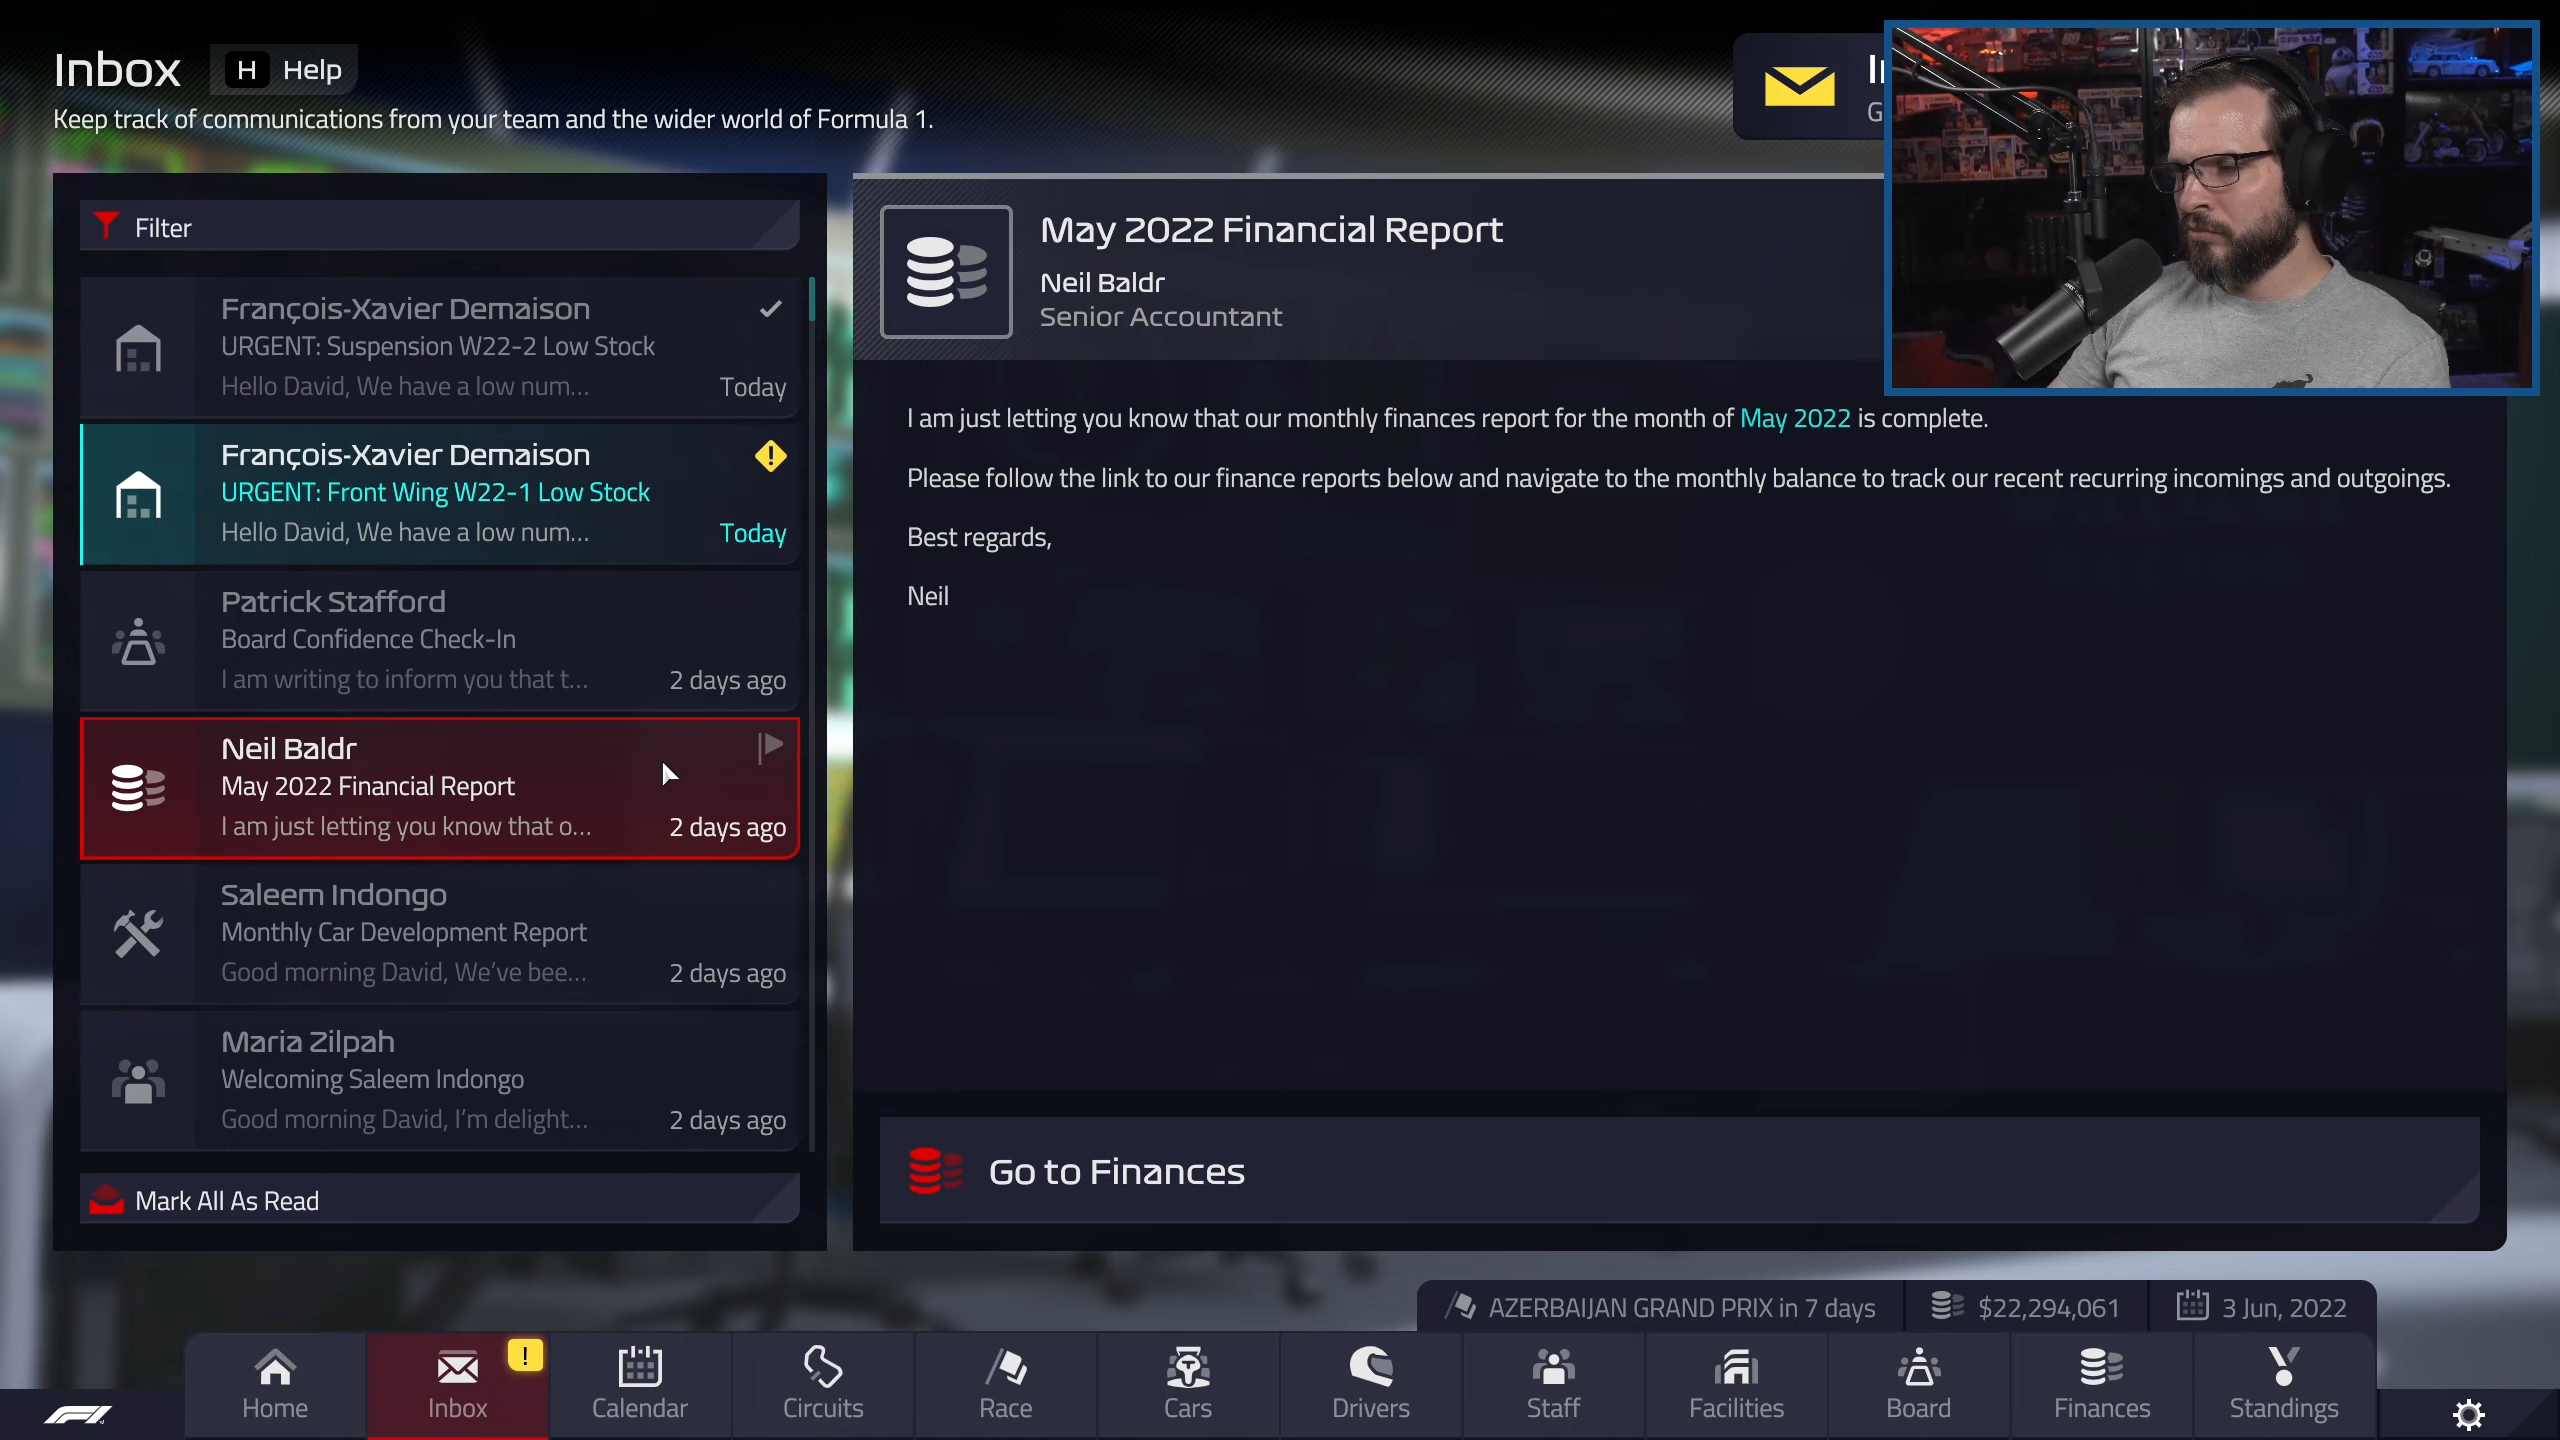 Inbox
H Help
Keep track of communications from your team and the wider world of Formula 1.
Filter
François-Xavier Demaison
URGENT: Suspension W22-2 Low Stock
Hello David, We have a low num...
Today
François-Xavier Demaison
URGENT: Front Wing W22-1 Low Stock
Hello David, We have a low num...
Today
Patrick Stafford
Board Confidence Check-In
I am writing to inform you that t...
2 days ago
Neil Baldr
May 2022 Financial Report
I am just letting you know that o...
2 days ago
Saleem Indongo
Monthly Car Development Report
Good morning David, We've bee...
2 days ago
Maria Zilpah
Welcoming Saleem Indongo
Good morning David, I'm delight...
2 days ago
Mark All As Read
May 2022 Financial Report
Neil Baldr
Senior Accountant
I am just letting you know that our monthly finances report for the month of May 2022 is complete.
Please follow the link to our finance reports below and navigate to the monthly balance to track our recent recurring incomings and outgoings.
Best regards,
Neil
Go to Finances
AZERBAIJAN GRAND PRIX in 7 days
$22,294,061
3 Jun, 2022
Home
Inbox
!
Calendar
Circuits
Race
Cars
Drivers
Staff
Facilities
Board
Finances
Standings